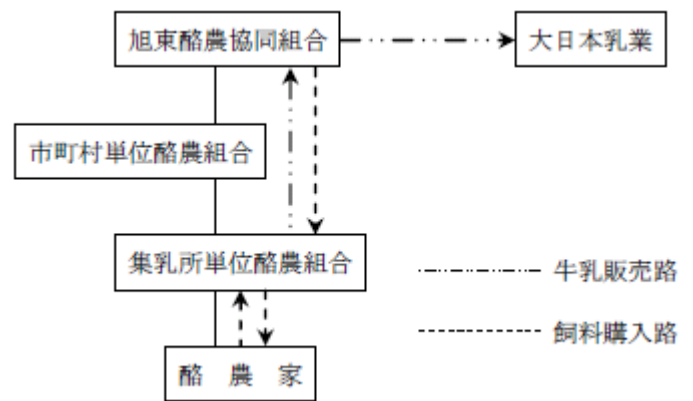 旭東酪農協同組合
大日本乳業
市町村単位酪農組合
集乳所単位酪農組合
牛乳販売路
飼料購入路
酪　農　家